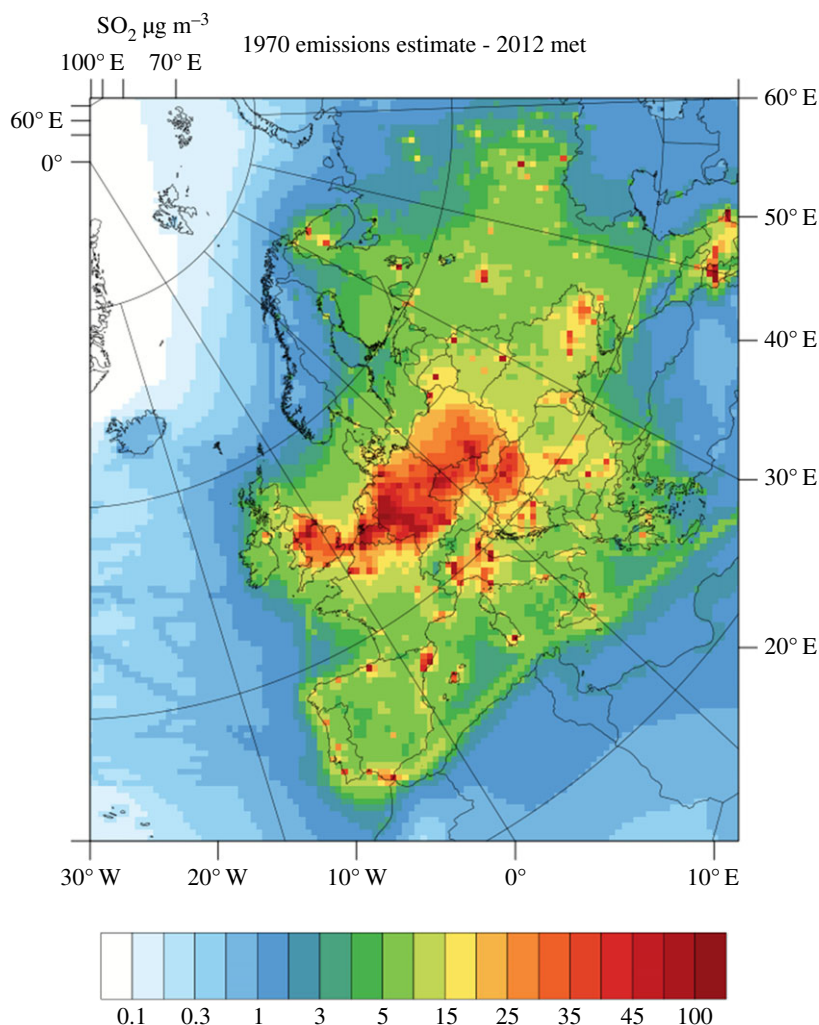 SO2 µg m–3
1970 emissions estimate - 2012 met
100° E 70° E
60° E
0°
60° E
50° E
40° E
30° E
20° E
30° W 20° W 10° W 0° 10° E
0.1 0.3 1 3 5 15 25 35 45 100